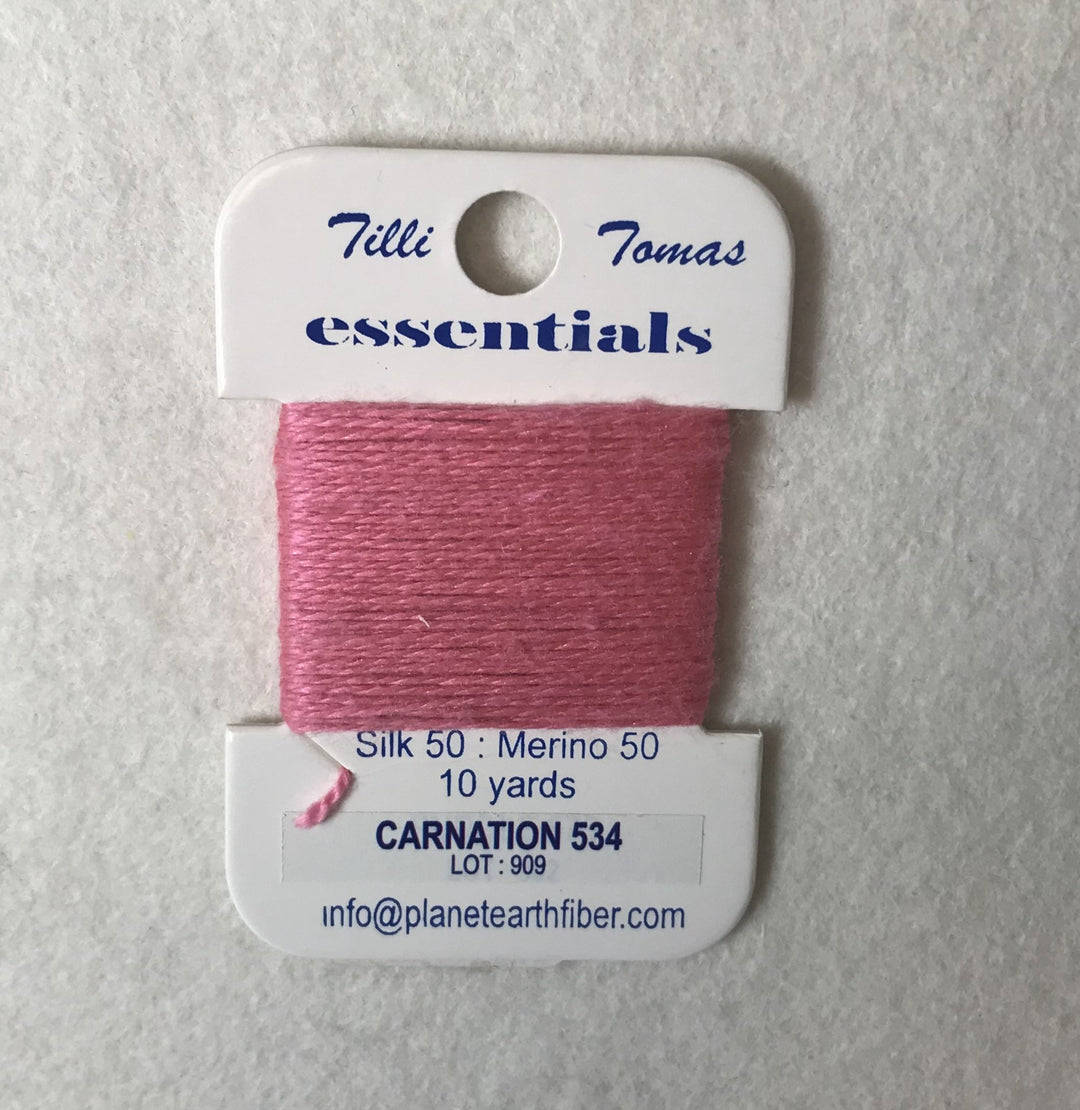 Tilli Tomas
essentials
Silk 50 : Merino 50
10 yards
CARNATION 534
LOT : 909
info@planetearthfiber.com